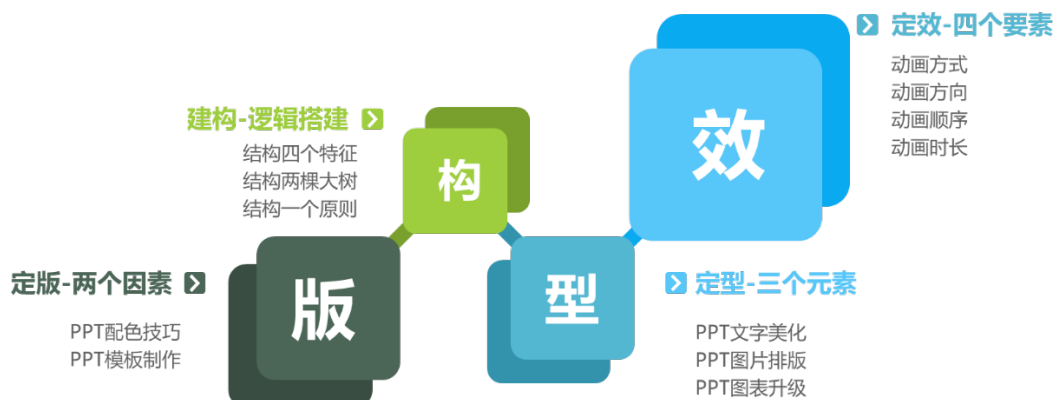 定版-两个因素
PPT配色技巧
PPT模板制作
版
建构-逻辑搭建
结构四个特征
结构两棵大树
结构一个原则
构
型
定型-三个元素
PPT文字美化
PPT图片排版
PPT图表升级
效
定效-四个要素
动画方式
动画方向
动画顺序
动画时长